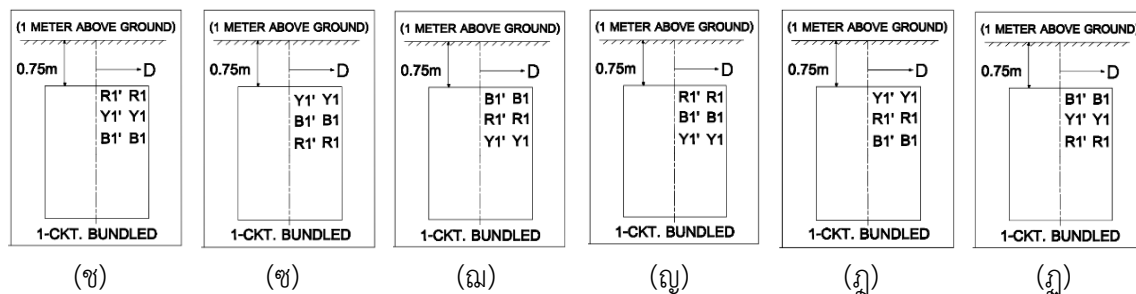 (1 METER ABOVE GROUND) (1 METER ABOVE GROUND) (1 METER ABOVE GROUND) (1 METER ABOVE GROUND) (1 METER ABOVE GROUND) (1 METER ABOVE GROUND)
0.75m D 0.75m D 0.75m D 0.75m D 0.75m D 0.75m D
R1' R1 Y1' Y1 B1' B1 R1' R1 Y1' Y1 B1' B1
Y1' Y1 B1' B1 R1' R1 B1' B1 R1' R1 Y1' Y1
B1' B1 R1' R1 Y1' Y1 Y1' Y1 B1' B1 R1' R1
1-CKT. BUNDLED 1-CKT. BUNDLED 1-CKT. BUNDLED 1-CKT. BUNDLED 1-CKT. BUNDLED 1-CKT. BUNDLED
(ช) (ซ) (ฌ) (ญ) (ฎ) (ฏ)